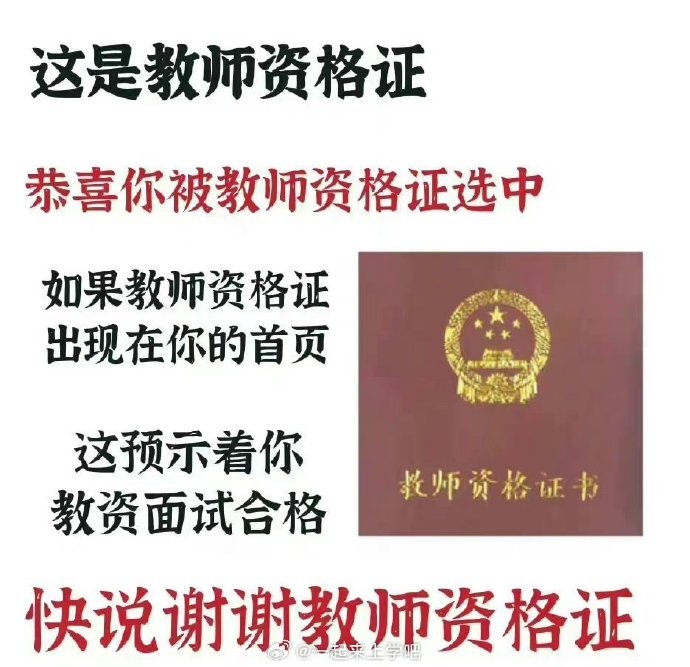 这是教师资格证
恭喜你被教师资格证选中
如果教师资格证
出现在你的首页
这预示着你
教资面试合格
教师资格证书
快说谢谢教师资格证
@一起来上学吧